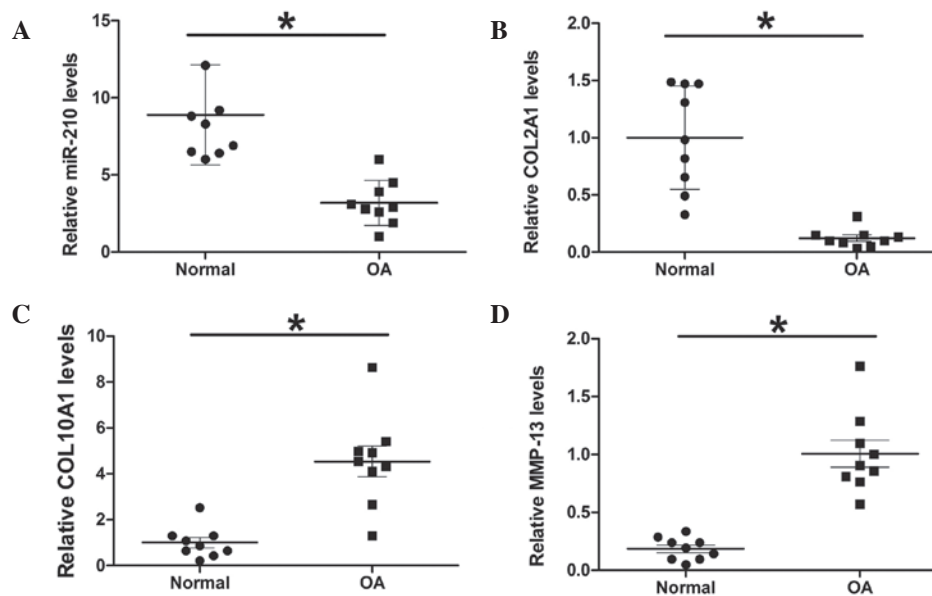 A
Relative miR-210 levels
15
10
5
0
*
Normal OA
B
Relative COL2A1 levels
2.0
1.5
1.0
0.5
0.0
*
Normal OA
C
Relative COL10A1 levels
10
8
6
4
2
0
*
Normal OA
D
Relative MMP-13 levels
2.0
1.5
1.0
0.5
0.0
*
Normal OA